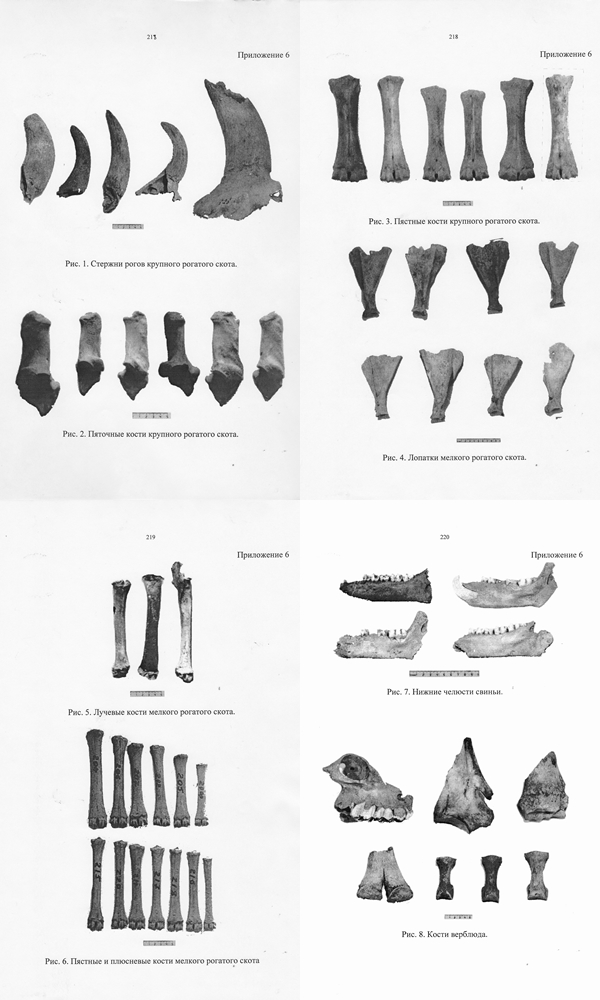 217
Приложение 6
Рис. 1. Стержни рогов крупного рогатого скота.
Рис. 2. Пяточные кости крупного рогатого скота.
218
Приложение 6
Рис. 3. Пястные кости крупного рогатого скота.
Рис. 4. Лопатки мелкого рогатого скота.
219
Приложение 6
Рис. 5. Лучевые кости мелкого рогатого скота.
Рис. 6. Пястные и плюсневые кости мелкого рогатого скота
220
Приложение 6
Рис. 7. Нижние челюсти свиньи.
Рис. 8. Кости верблюда.